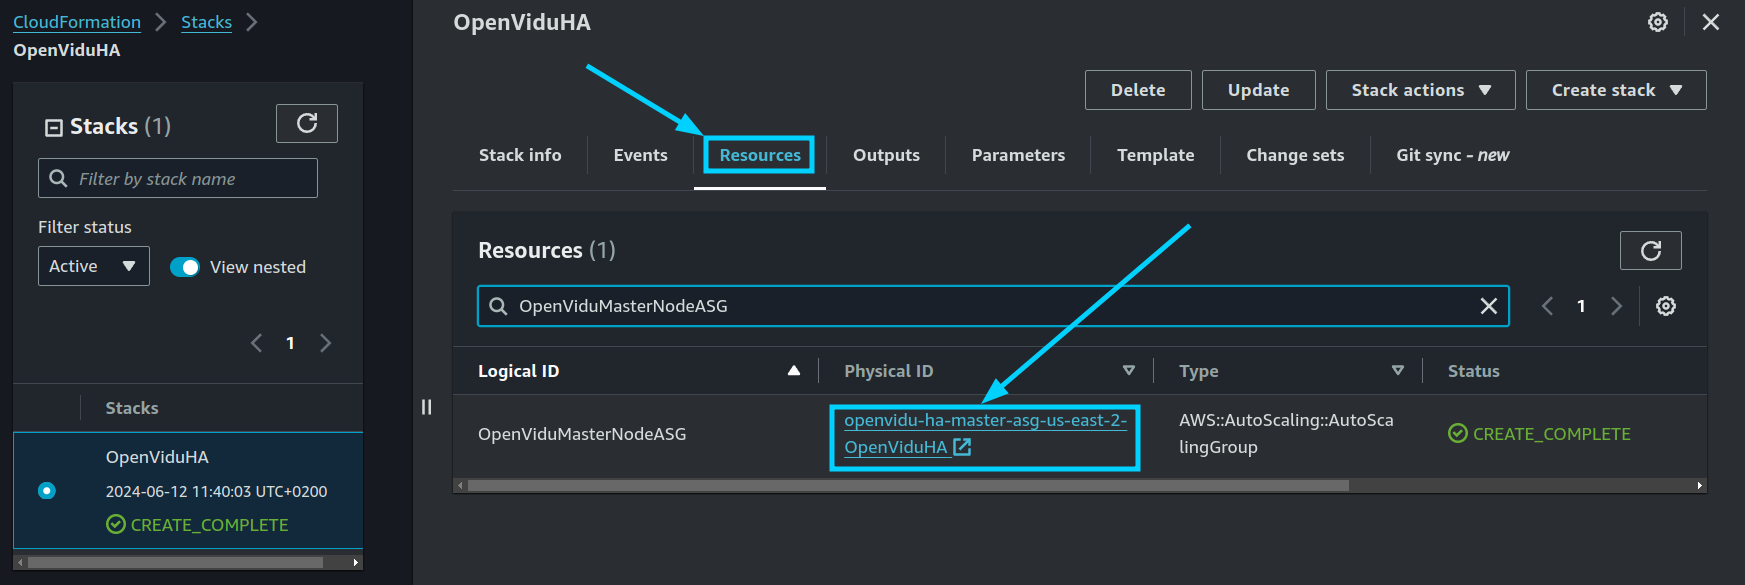 CloudFormation
Stacks
OpenViduHA
Stacks (1)
Filter by stack name
Filter status
Active
View nested
1
Stacks
OpenViduHA
2024-06-12 11:40:03 UTC+0200
CREATE_COMPLETE
OpenViduHA
Delete
Update
Stack actions
Create stack
Stack info
Events
Resources
Outputs
Parameters
Template
Change sets
Git sync - new
Resources (1)
OpenViduMasterNodeASG
1
Logical ID
Physical ID
Type
Status
OpenViduMasterNodeASG
openvidu-ha-master-asg-us-east-2-
OpenViduHA
AWS::AutoScaling::AutoSca
lingGroup
CREATE_COMPLETE